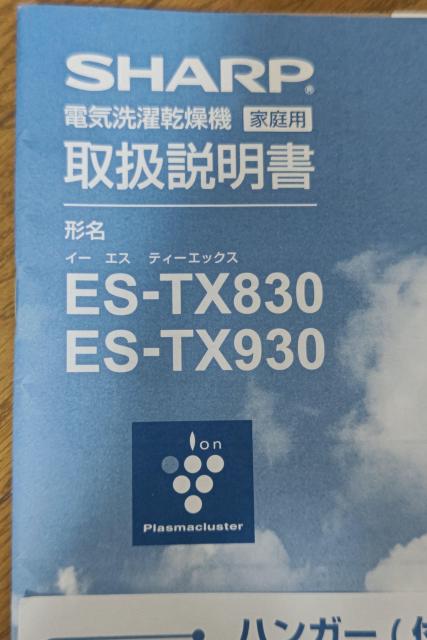 SHARP®
電気洗濯乾燥機 家庭用
取扱説明書
形名
イー エス ティーエックス
ES-TX830
ES-TX930
Ion
Plasmacluster
ハンガー(